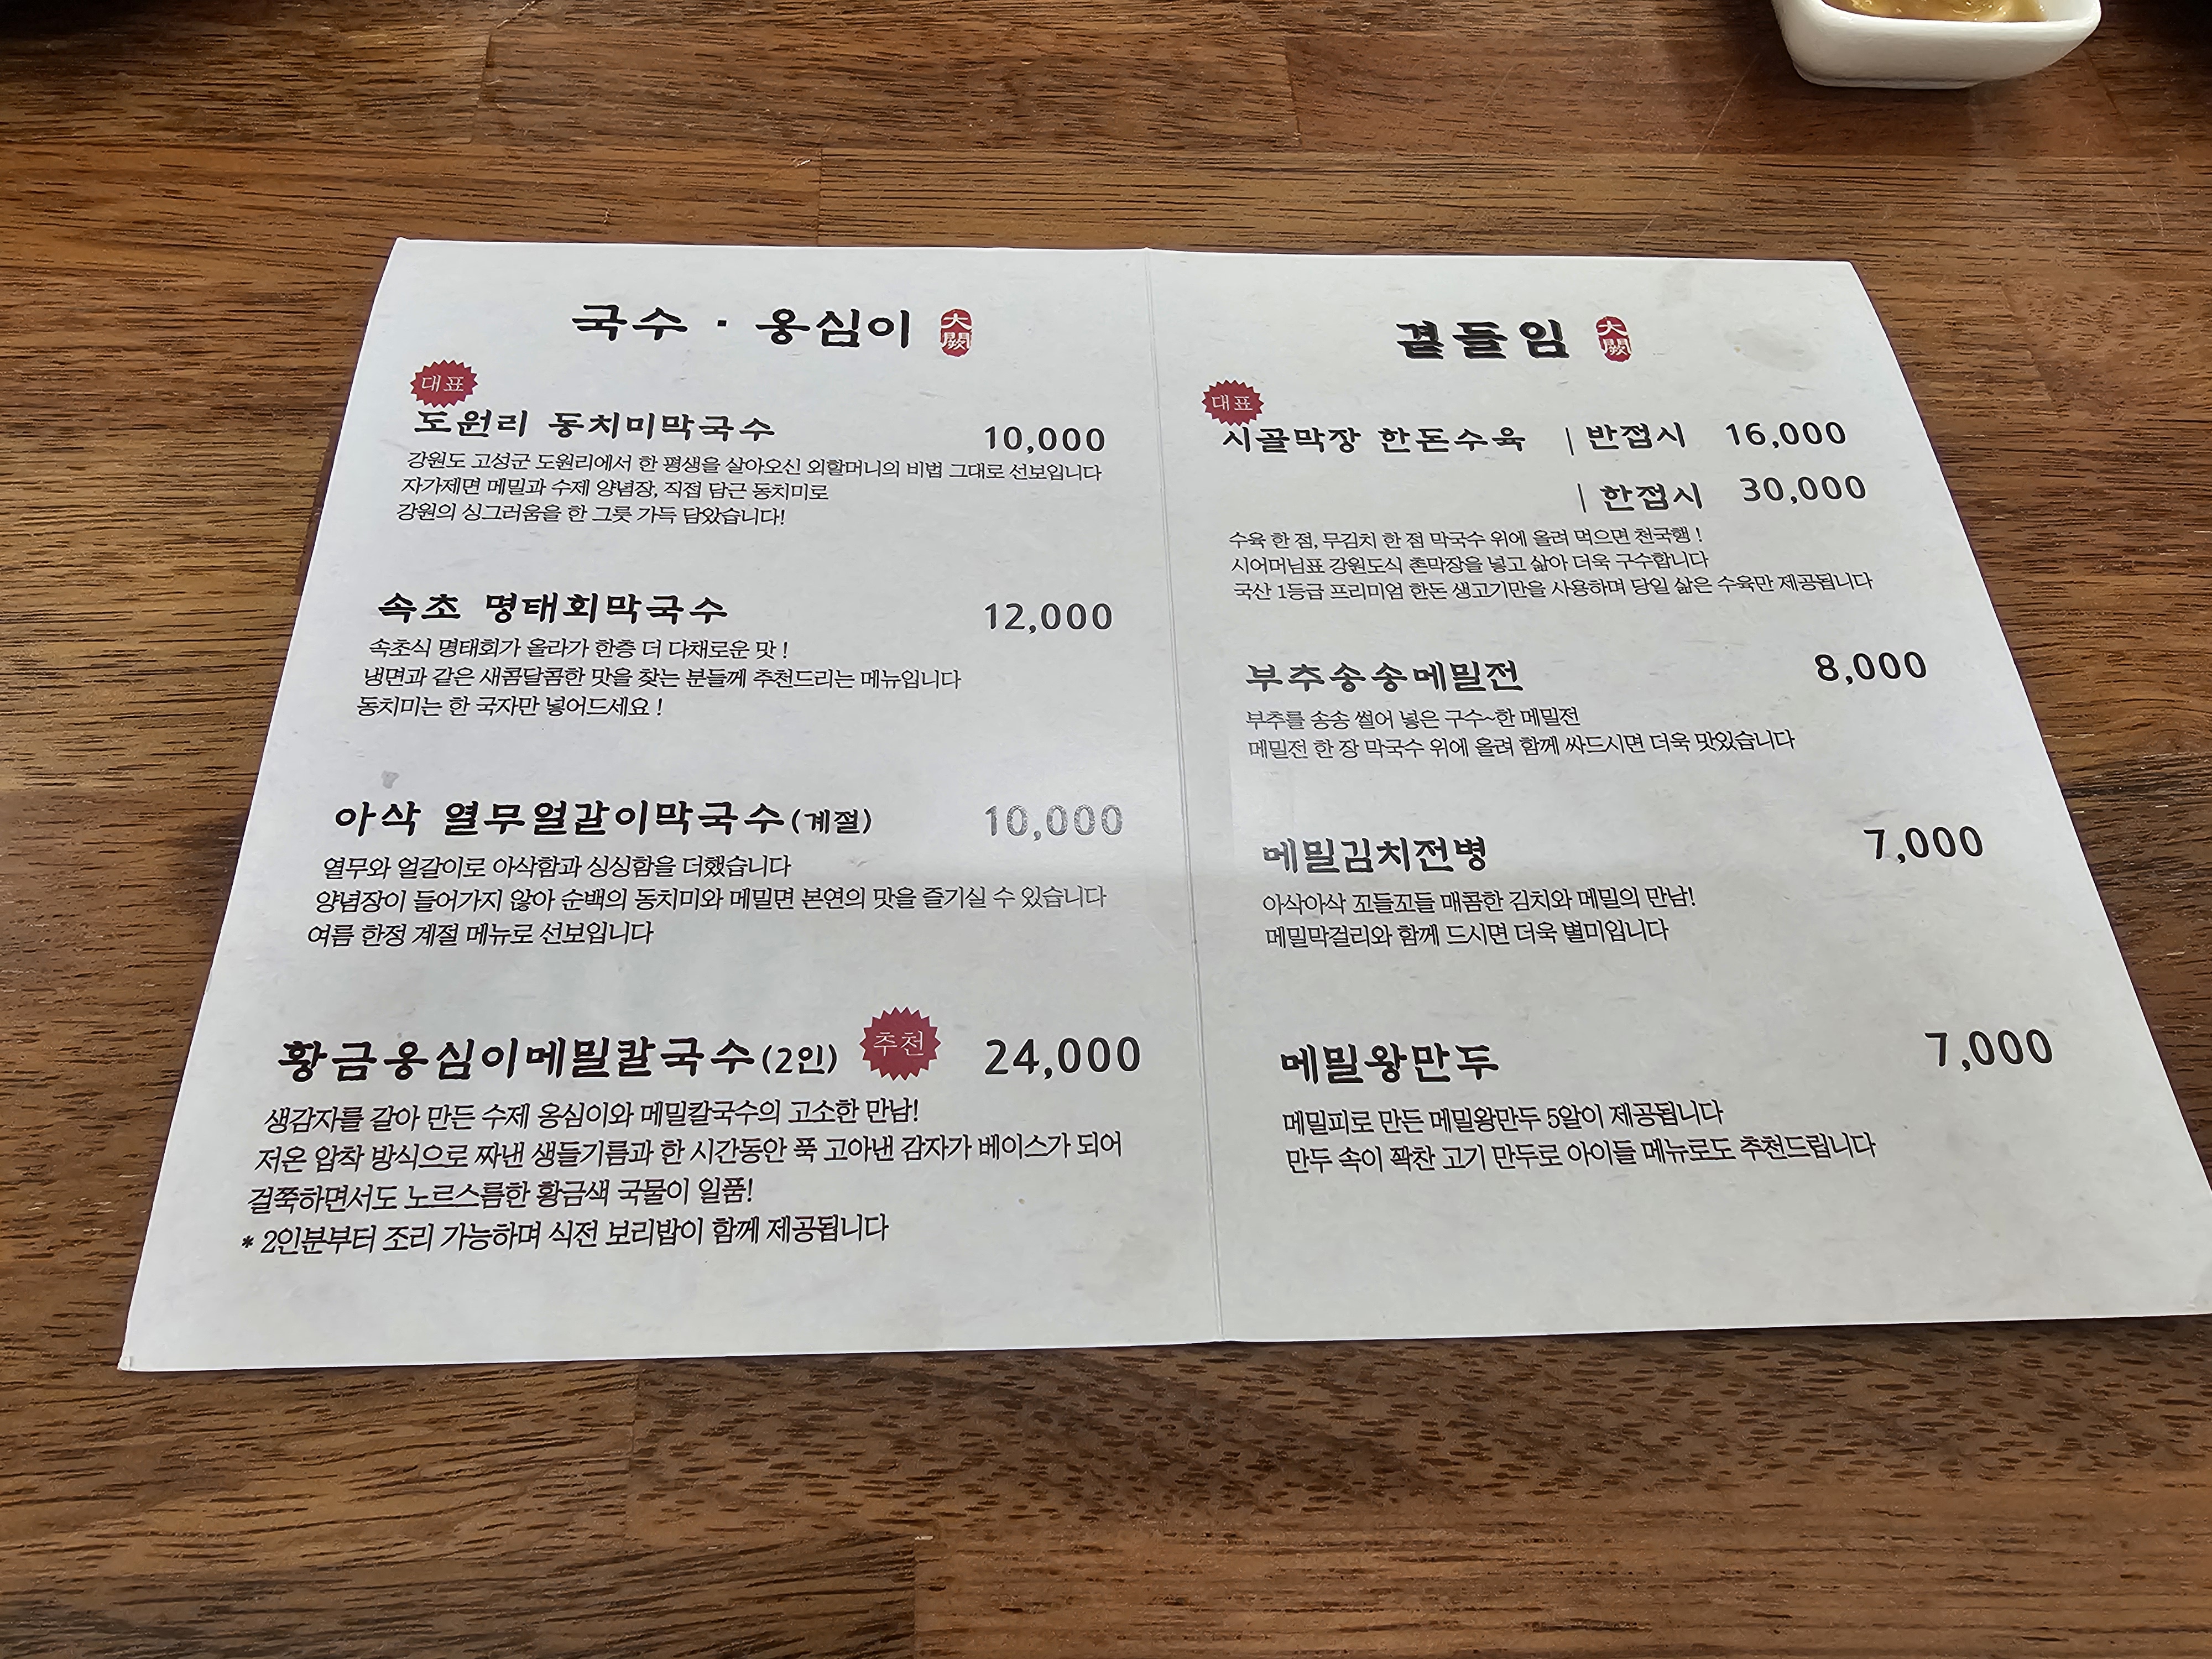 국수 · 옹심이 大闕
대표
도원리 동치미막국수 10,000
강원도 고성군 도원리에서 한 평생을 살아오신 외할머니의 비법 그대로 선보입니다
자가제면 메밀과 수제 양념장, 직접 담근 동치미로
강원의 싱그러움을 한 그릇 가득 담았습니다!
속초 명태회막국수 12,000
속초식 명태회가 올라가 한층 더 다채로운 맛 !
냉면과 같은 새콤달콤한 맛을 찾는 분들께 추천드리는 메뉴입니다
동치미는 한 국자만 넣어드세요 !
아삭 열무얼갈이막국수(계절) 10,000
열무와 얼갈이로 아삭함과 싱싱함을 더했습니다
양념장이 들어가지 않아 순백의 동치미와 메밀면 본연의 맛을 즐기실 수 있습니다
여름 한정 계절 메뉴로 선보입니다
황금옹심이메밀칼국수(2인) 추천 24,000
생감자를 갈아 만든 수제 옹심이와 메밀칼국수의 고소한 만남!
저온 압착 방식으로 짜낸 생들기름과 한 시간동안 푹 고아낸 감자가 베이스가 되어
걸쭉하면서도 노르스름한 황금색 국물이 일품!
* 2인분부터 조리 가능하며 식전 보리밥이 함께 제공됩니다
곁들임 大闕
대표
시골막장 한돈수육 | 반접시 16,000
| 한접시 30,000
수육 한 점, 무김치 한 점 막국수 위에 올려 먹으면 천국행 !
시어머님표 강원도식 촌막장을 넣고 삶아 더욱 구수합니다
국산 1등급 프리미엄 한돈 생고기만을 사용하며 당일 삶은 수육만 제공됩니다
부추송송메밀전 8,000
부추를 송송 썰어 넣은 구수~한 메밀전
메밀전 한 장 막국수 위에 올려 함께 싸드시면 더욱 맛있습니다
메밀김치전병 7,000
아삭아삭 꼬들꼬들 매콤한 김치와 메밀의 만남!
메밀막걸리와 함께 드시면 더욱 별미입니다
메밀왕만두 7,000
메밀피로 만든 메밀왕만두 5알이 제공됩니다
만두 속이 꽉찬 고기 만두로 아이들 메뉴로도 추천드립니다